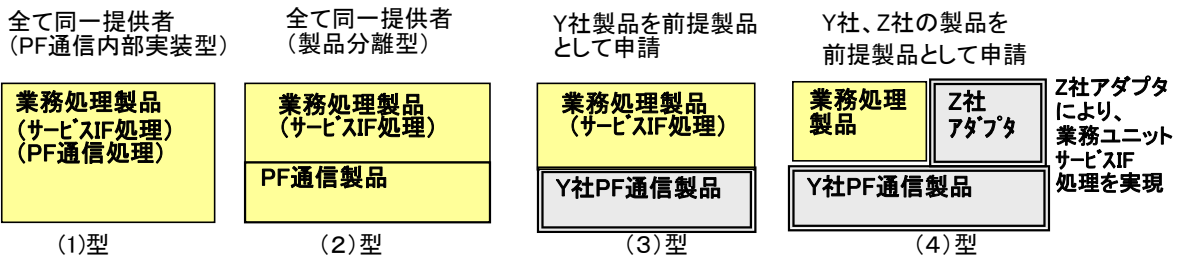 全て同一提供者
(PF通信内部実装型)
全て同一提供者
(製品分離型)
Y社製品を前提製品
として申請
Y社、Z社の製品を
前提製品として申請
業務処理製品
(サービスIF処理)
(PF通信処理)
業務処理製品
(サービスIF処理)
PF通信製品
業務処理製品
(サービスIF処理)
Y社PF通信製品
業務処理
製品
Z社
アダプタ
Y社PF通信製品
Z社アダプタ
により、
業務ユニット
サービスIF
処理を実現
(1)型
(2)型
(3)型
(4)型